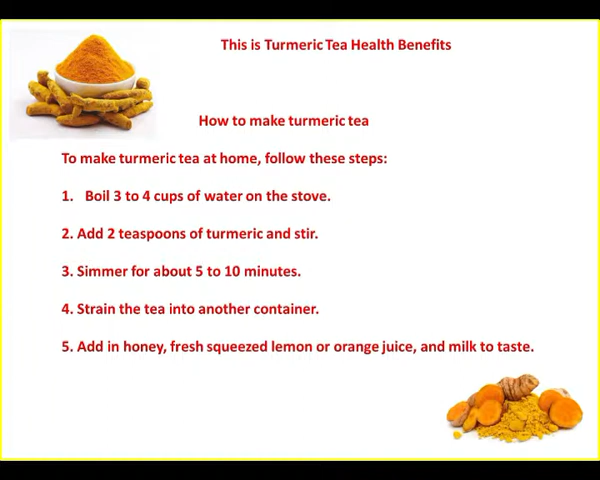 This is Turmeric Tea Health Benefits
How to make turmeric tea
To make turmeric tea at home, follow these steps:
1. Boil 3 to 4 cups of water on the stove.
2. Add 2 teaspoons of turmeric and stir.
3. Simmer for about 5 to 10 minutes.
4. Strain the tea into another container.
5. Add in honey, fresh squeezed lemon or orange juice, and milk to taste.